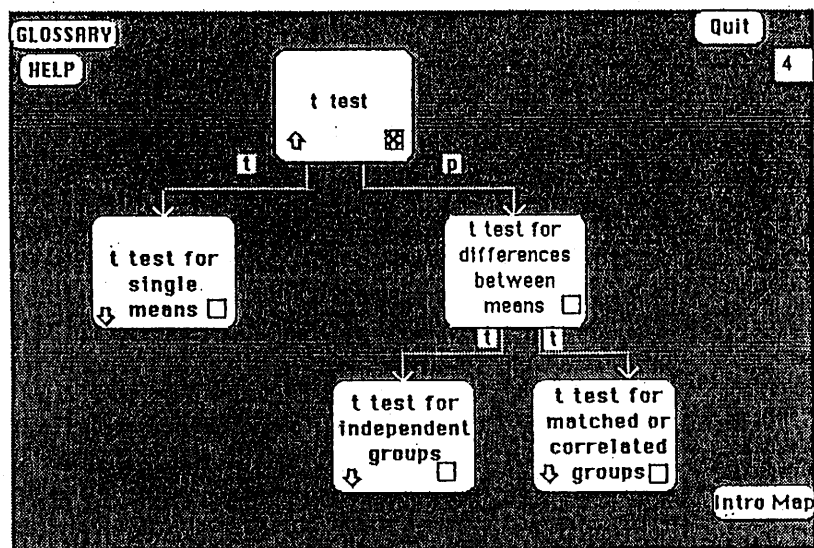 GLOSSARY
Quit
HELP
4
t test
t
p
t test for
single
means
t test for
differences
between
means
t
t
t test for
independent
groups
t test for
matched or
correlated
groups
Intro Map